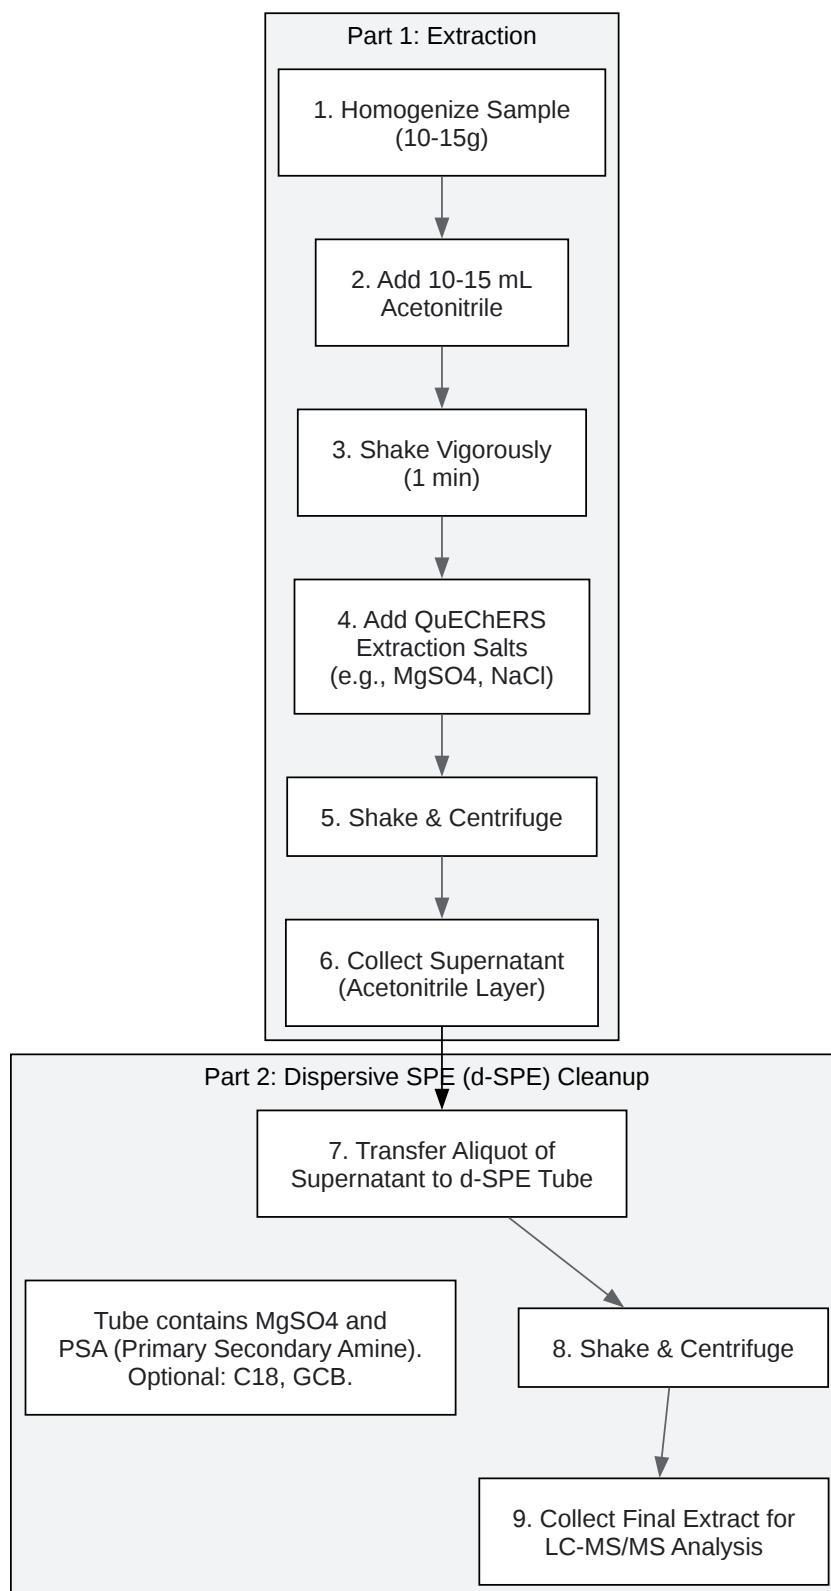 Part 1: Extraction
1. Homogenize Sample
(10-15g)
2. Add 10-15 mL
Acetonitrile
3. Shake Vigorously
(1 min)
4. Add QuEChERS
Extraction Salts
(e.g., MgSO4, NaCl)
5. Shake & Centrifuge
6. Collect Supernatant
(Acetonitrile Layer)
Part 2: Dispersive SPE (d-SPE) Cleanup
7. Transfer Aliquot of
Supernatant to d-SPE Tube
Tube contains MgSO4 and
PSA (Primary Secondary Amine).
Optional: C18, GCB.
8. Shake & Centrifuge
9. Collect Final Extract for
LC-MS/MS Analysis